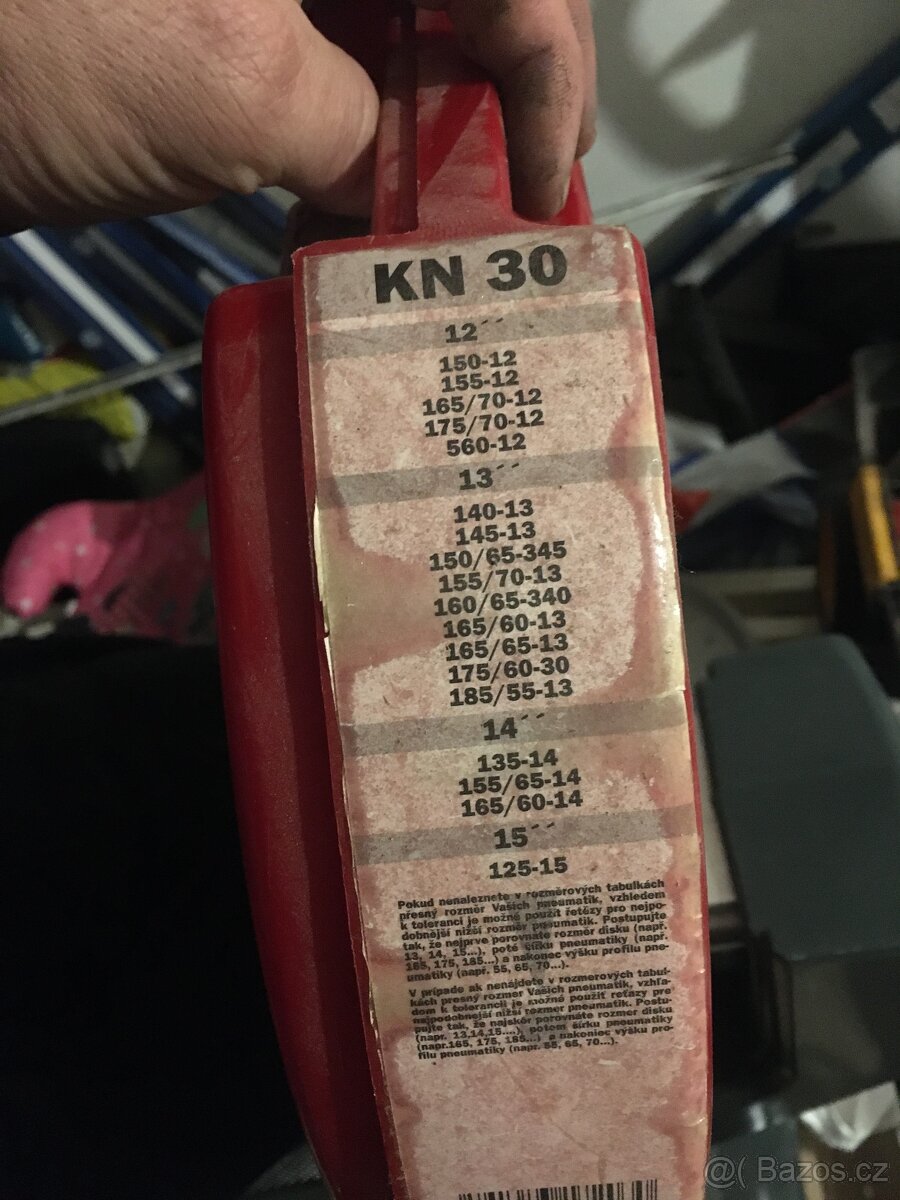 KN 30
12´´
150-12
155-12
165/70-12
175/70-12
560-12
13´´
140-13
145-13
150/65-345
155/70-13
160/65-340
165/60-13
165/65-13
175/60-30
185/55-13
14´´
135-14
155/65-14
165/60-14
15´´
125-15
Pokud nenaleznete v rozměrových tabulkách
přesný rozměr Vašich pneumatik, vzhledem
k toleranci je možné použít řetězy pro nejpo-
dobnější nižší rozměr pneumatik. Postupujte
tak, že nejprve porovnáte rozměr disku (např.
13, 14, 15...), poté šířku pneumatiky (např.
165, 175, 185...) a nakonec výšku profilu pne-
umatiky (např. 55, 65, 70...).
V prípade ak nenájdete v rozmerových tabuľ-
kách presný rozmer Vašich pneumatík, vzhľa-
dom k tolerancii je možné použiť reťazy pre
najpodobnejší nižší rozmer pneumatík. Postu-
pujte tak, že najskôr porovnáte rozmer disku
(napr. 13,14,15....), potom šírku pneumatiky
(napr.165, 175, 185...) a nakoniec výšku pro-
filu pneumatiky (napr. 55, 65, 70...).
@( Bazos.cz